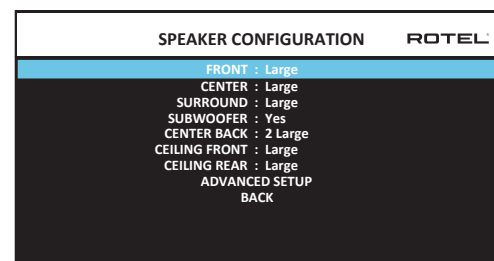 SPEAKER CONFIGURATION ROTEL
FRONT : Large
CENTER : Large
SURROUND : Large
SUBWOOFER : Yes
CENTER BACK : 2 Large
CEILING FRONT : Large
CEILING REAR : Large
ADVANCED SETUP
BACK